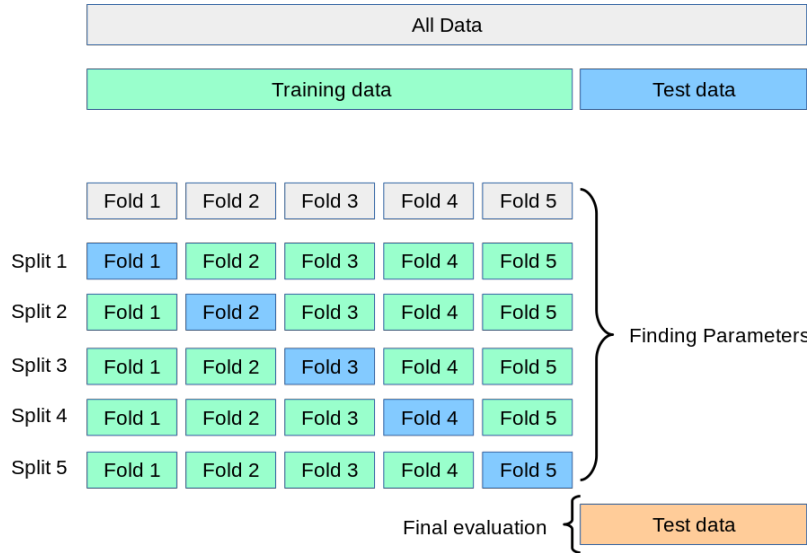 All Data
Training data Test data
Fold 1 Fold 2 Fold 3 Fold 4 Fold 5
Split 1 Fold 1 Fold 2 Fold 3 Fold 4 Fold 5
Split 2 Fold 1 Fold 2 Fold 3 Fold 4 Fold 5
Finding Parameters
Split 3 Fold 1 Fold 2 Fold 3 Fold 4 Fold 5
Split 4 Fold 1 Fold 2 Fold 3 Fold 4 Fold 5
Split 5 Fold 1 Fold 2 Fold 3 Fold 4 Fold 5
Final evaluation Test data